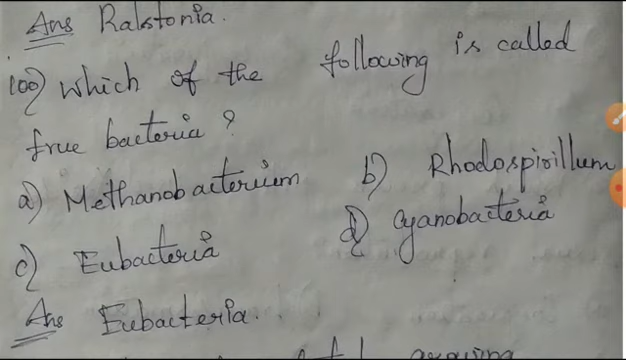 Ans Ralstonia.
100) which of the following is called
true bacteria ?
a) Methanobacterium b) Rhodospirillum
c) Eubacteria d) Cyanobacteria
Ans Eubacteria.